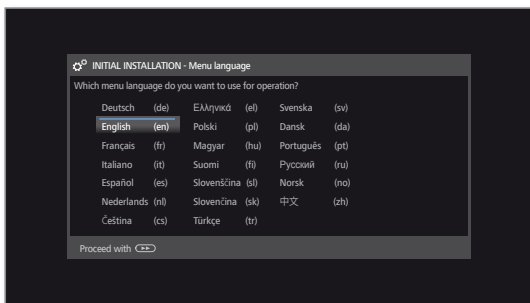 INITIAL INSTALLATION - Menu language
Which menu language do you want to use for operation?
Deutsch (de) Ελληνικά (el) Svenska (sv)
English (en) Polski (pl) Dansk (da)
Français (fr) Magyar (hu) Português (pt)
Italiano (it) Suomi (fi) Русский (ru)
Español (es) Slovenščina (sl) Norsk (no)
Nederlands (nl) Slovenčina (sk) 中文 (zh)
Čeština (cs) Türkçe (tr)
Proceed with